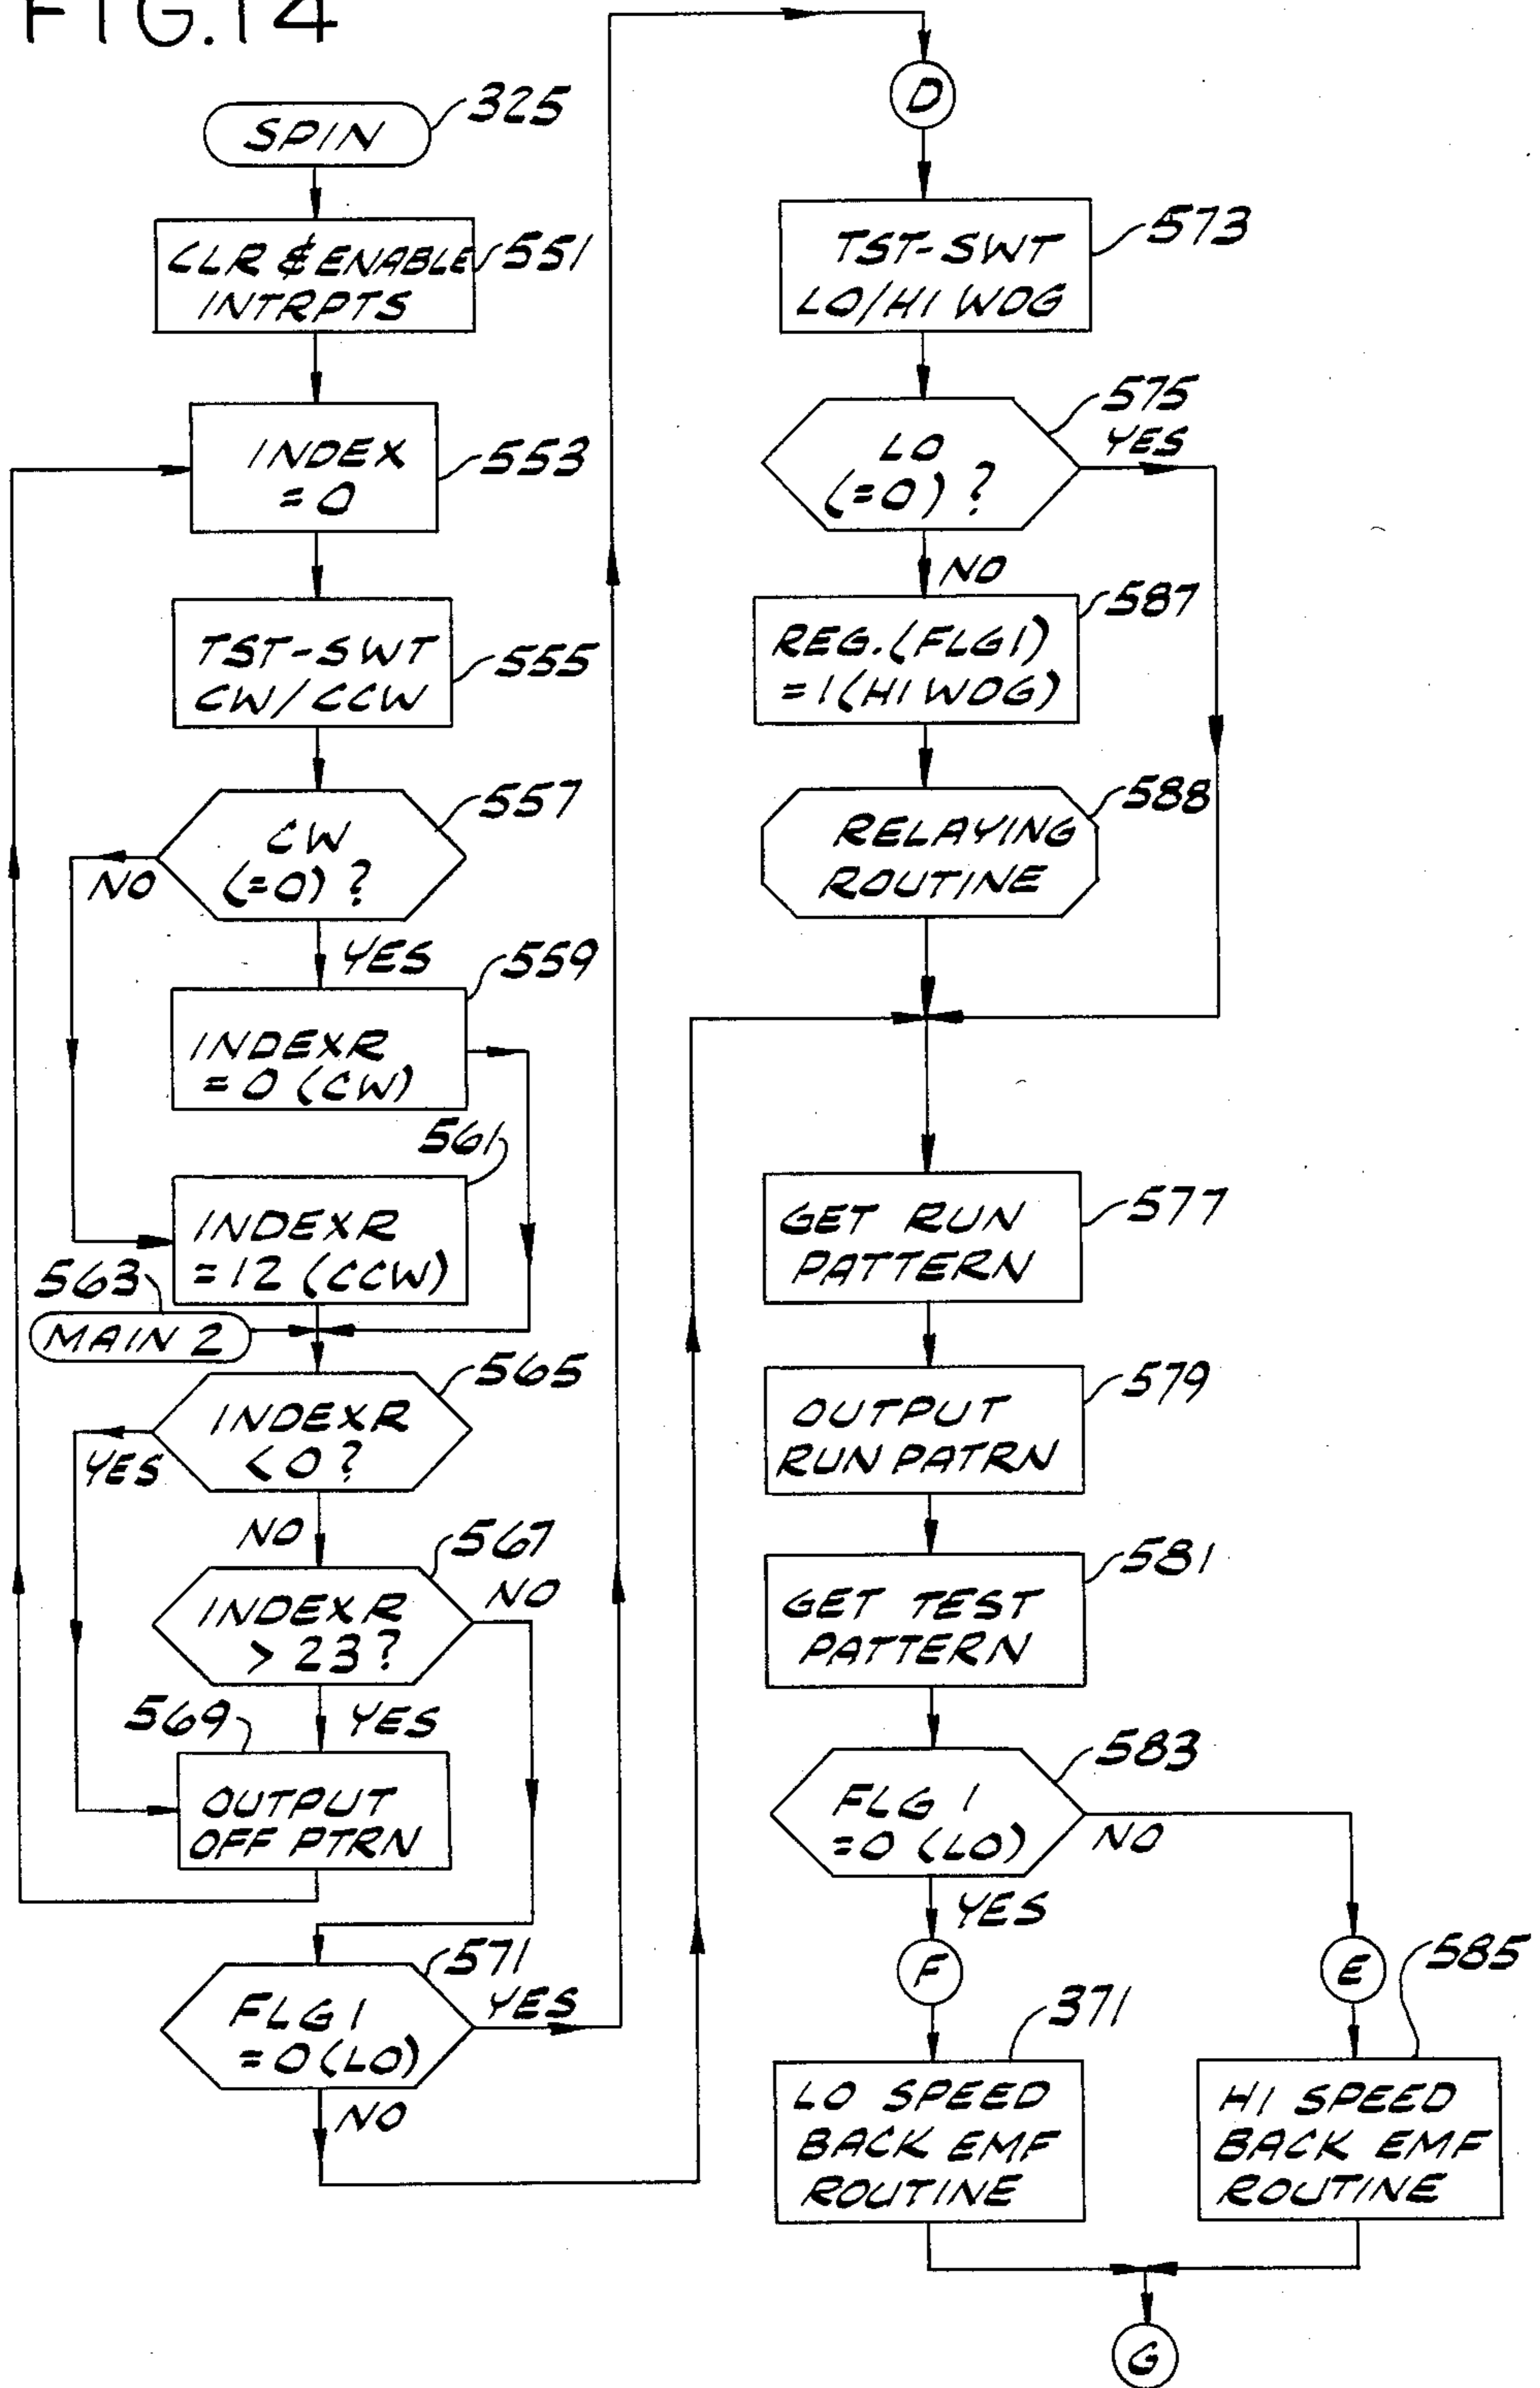 FIG.14
SPIN
325
CLR & ENABLE
INTRPTS
551
INDEX
=0
553
TST-SWT
CW/CCW
555
CW
(=0)?
557
NO
YES
559
INDEXR
=0 (CW)
561
INDEXR
=12 (CCW)
563
MAIN 2
565
INDEXR
<0?
YES
NO
567
INDEXR
>23?
NO
YES
569
OUTPUT
OFF PTRN
571
FLG1
=0(LO)
YES
NO
D
TST-SWT
LO/HI WDG
573
575
LO
(=0)?
YES
NO
587
REG.(FLG1)
=1(HI WDG)
588
RELAYING
ROUTINE
GET RUN
PATTERN
577
OUTPUT
RUN PATRN
579
GET TEST
PATTERN
581
583
FLG1
=0 (LO)
NO
YES
F
E
371
585
LO SPEED
BACK EMF
ROUTINE
HI SPEED
BACK EMF
ROUTINE
G